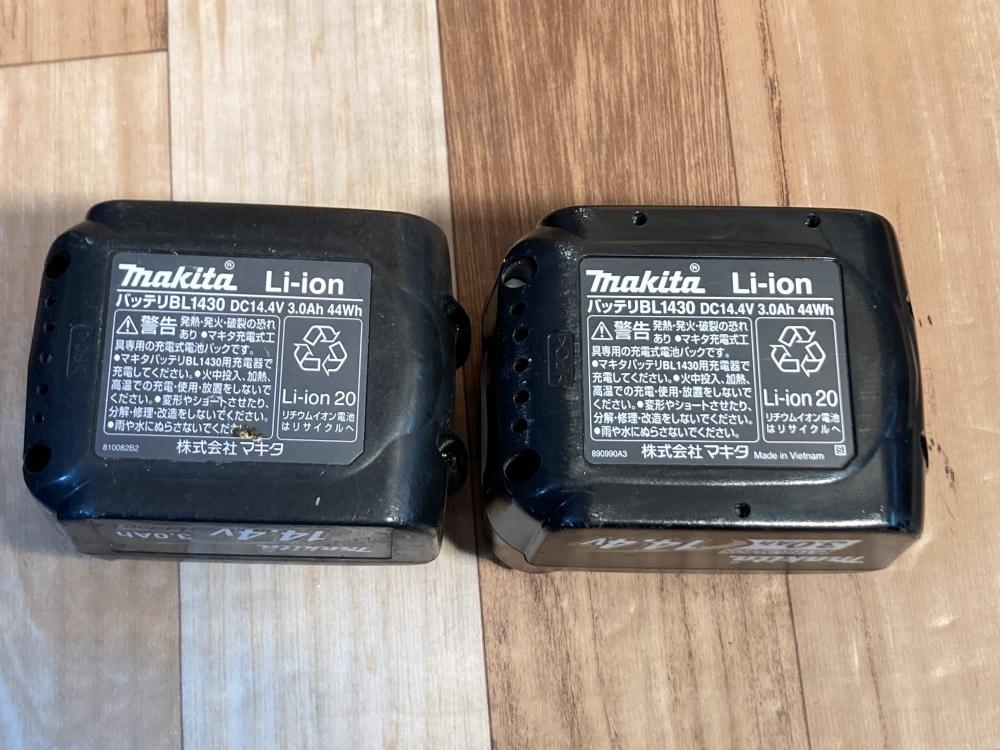 makita® Li-ion
バッテリBL1430 DC14.4V 3.0Ah 44Wh
警告 発熱・発火・破裂の恐れ
あり ●マキタ充電式工
具専用の充電式電池パックです。
●マキタバッテリBL1430用充電器で
充電してください。●火中投入、加熱、
高温での充電・使用・放置をしないで
ください。●変形やショートさせたり、
分解・修理・改造をしないでください。
●雨や水にぬらさないでください。
Li-ion 20
リチウムイオン電池
はリサイクルへ
810082B2
株式会社マキタ
makita 14.4V 3.0Ah
makita® Li-ion
バッテリBL1430 DC14.4V 3.0Ah 44Wh
警告 発熱・発火・破裂の恐れ
あり ●マキタ充電式工
具専用の充電式電池パックです。
●マキタバッテリBL1430用充電器で
充電してください。●火中投入、加熱、
高温での充電・使用・放置をしないで
ください。●変形やショートさせたり、
分解・修理・改造をしないでください。
●雨や水にぬらさないでください。
Li-ion 20
リチウムイオン電池
はリサイクルへ
890990A3
株式会社マキタ Made in Vietnam
makita 14.4V